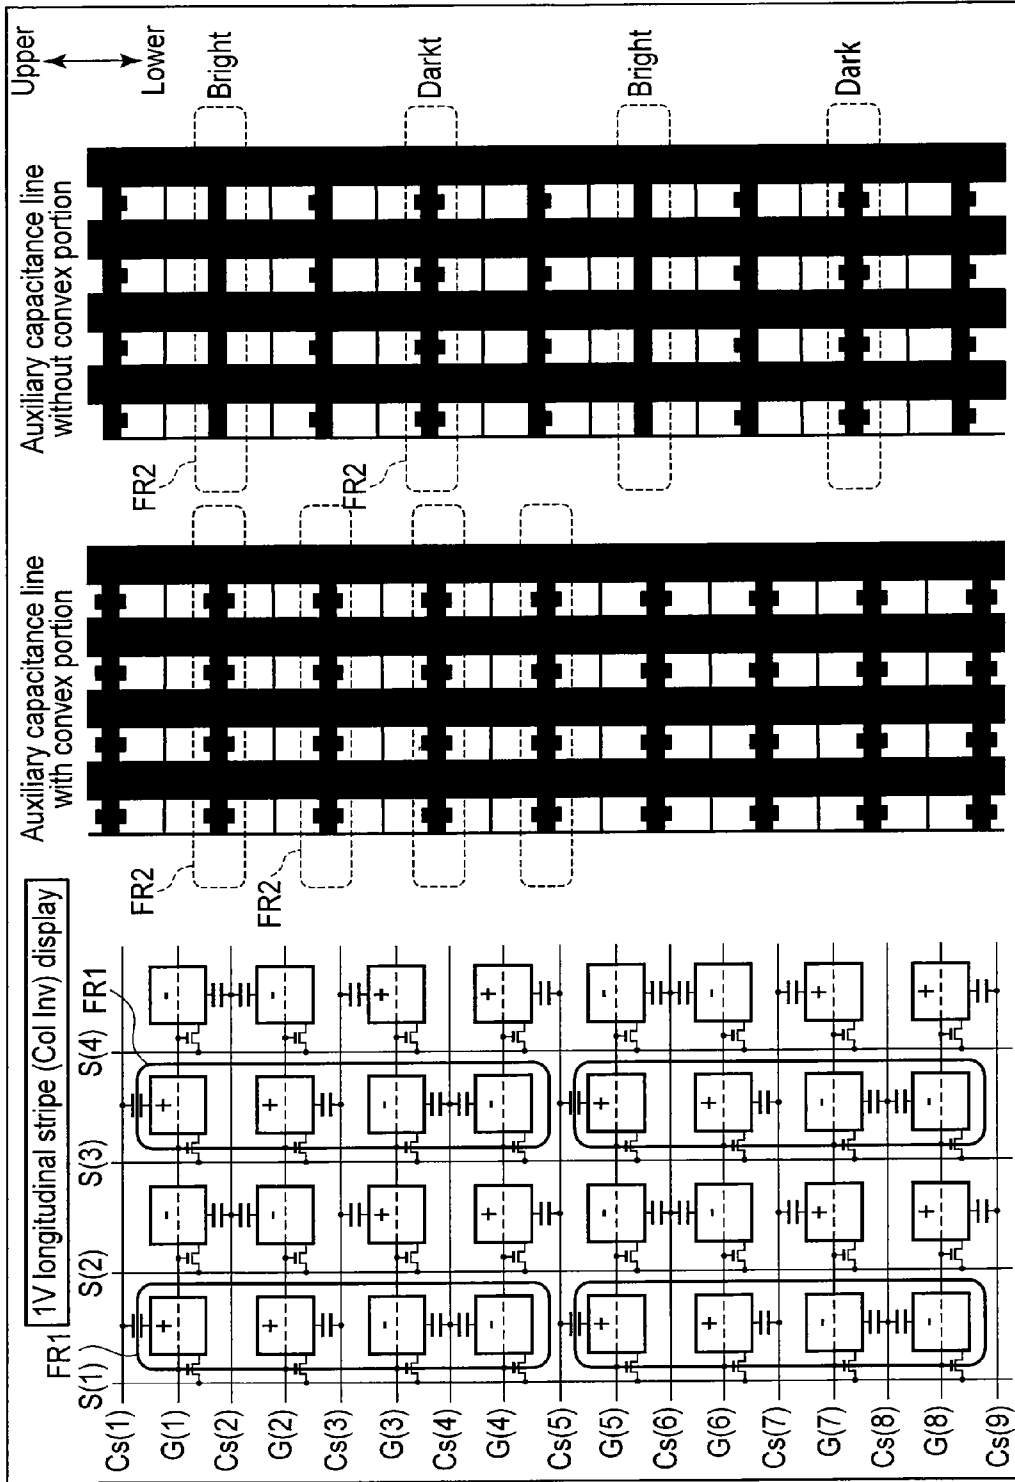 Upper
Lower
Bright
Darkt
Bright
Dark
Auxiliary capacitance line
without convex portion
FR2
FR2
Auxiliary capacitance line
with convex portion
FR2
FR2
1V longitudinal stripe (Col Inv) display
FR1
FR1
S(1)
S(2)
S(3)
S(4)
Cs(1)
G(1)
Cs(2)
G(2)
Cs(3)
G(3)
Cs(4)
G(4)
Cs(5)
G(5)
Cs(6)
G(6)
Cs(7)
G(7)
Cs(8)
G(8)
Cs(9)
+ - + -
+ - + -
- + - +
- + - +
+ - + -
+ - + -
- + - +
- + - +